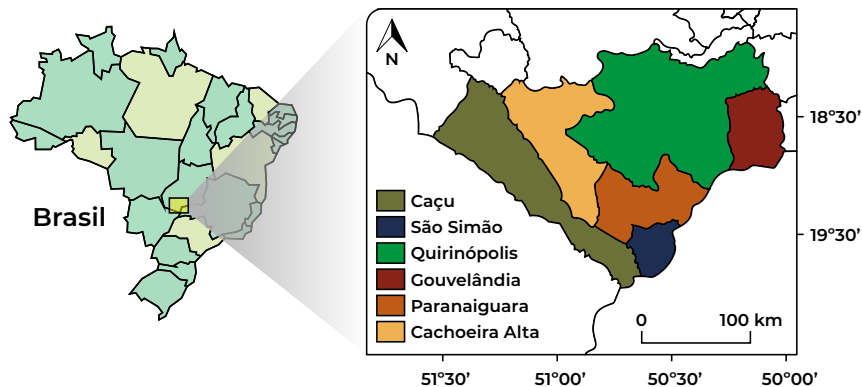 Brasil
N
Caçu
São Simão
Quirinópolis
Gouvelândia
Paranaiguara
Cachoeira Alta
0 100 km
18°30’
19°30’
51°30’ 51°00’ 50°30’ 50°00’